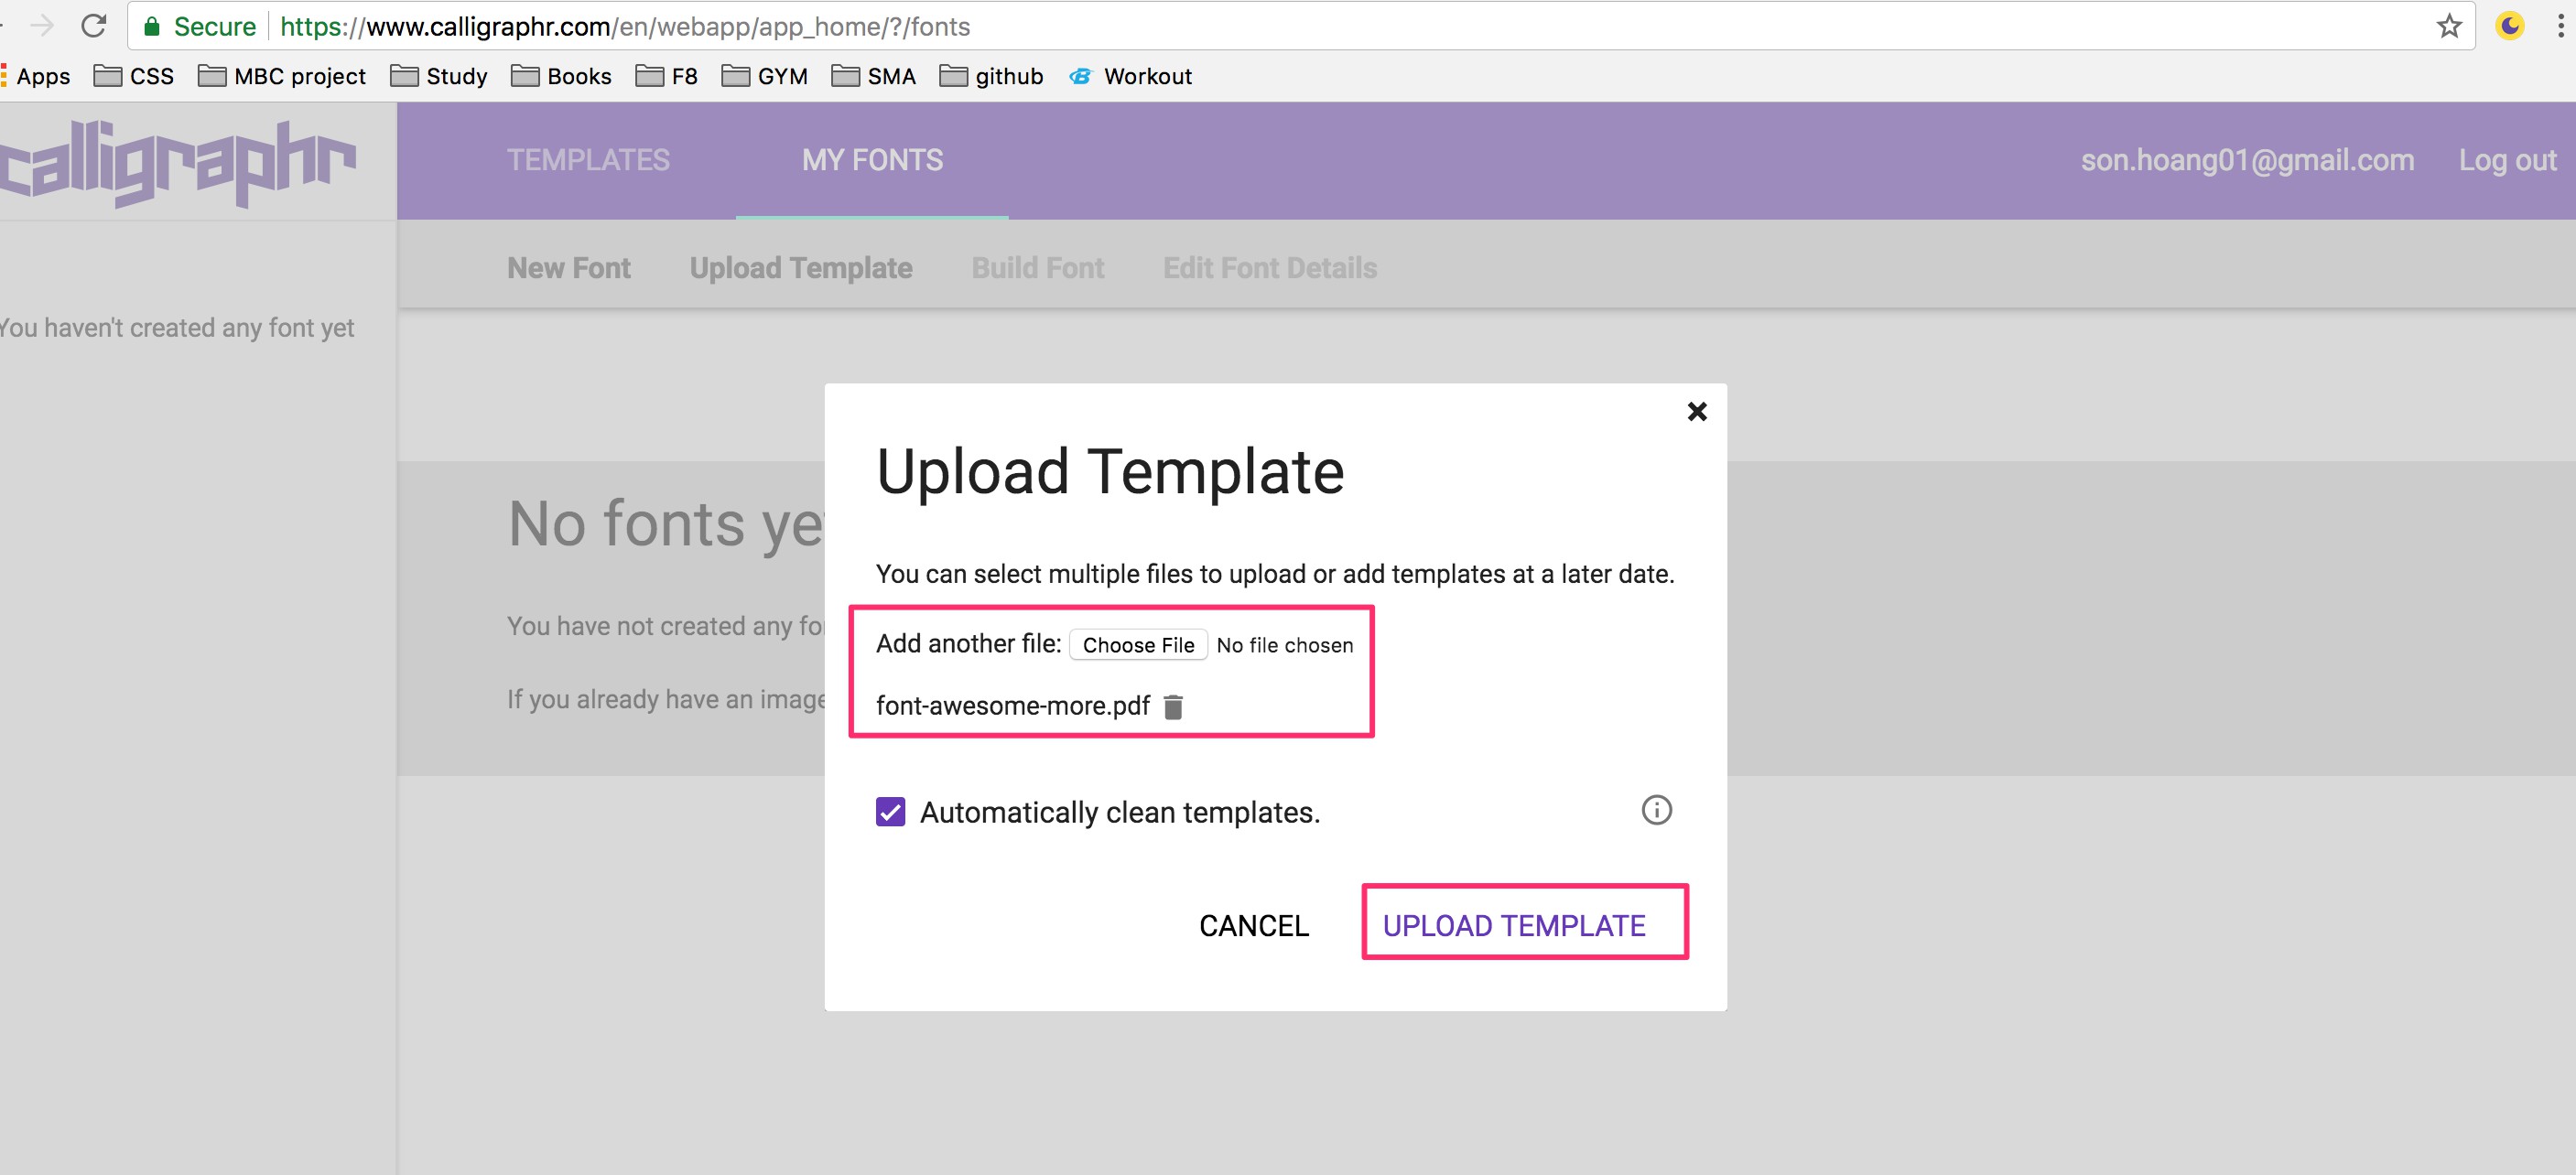 Secure https://www.calligraphr.com/en/webapp/app_home/?/fonts
Apps CSS MBC project Study Books F8 GYM SMA github Workout
calligraphr
TEMPLATES MY FONTS son.hoang01@gmail.com Log out
New Font Upload Template Build Font Edit Font Details
You haven't created any font yet
Upload Template
No fonts ye
You can select multiple files to upload or add templates at a later date.
You have not created any fo
Add another file: Choose File No file chosen
If you already have an image
font-awesome-more.pdf
Automatically clean templates.
CANCEL UPLOAD TEMPLATE